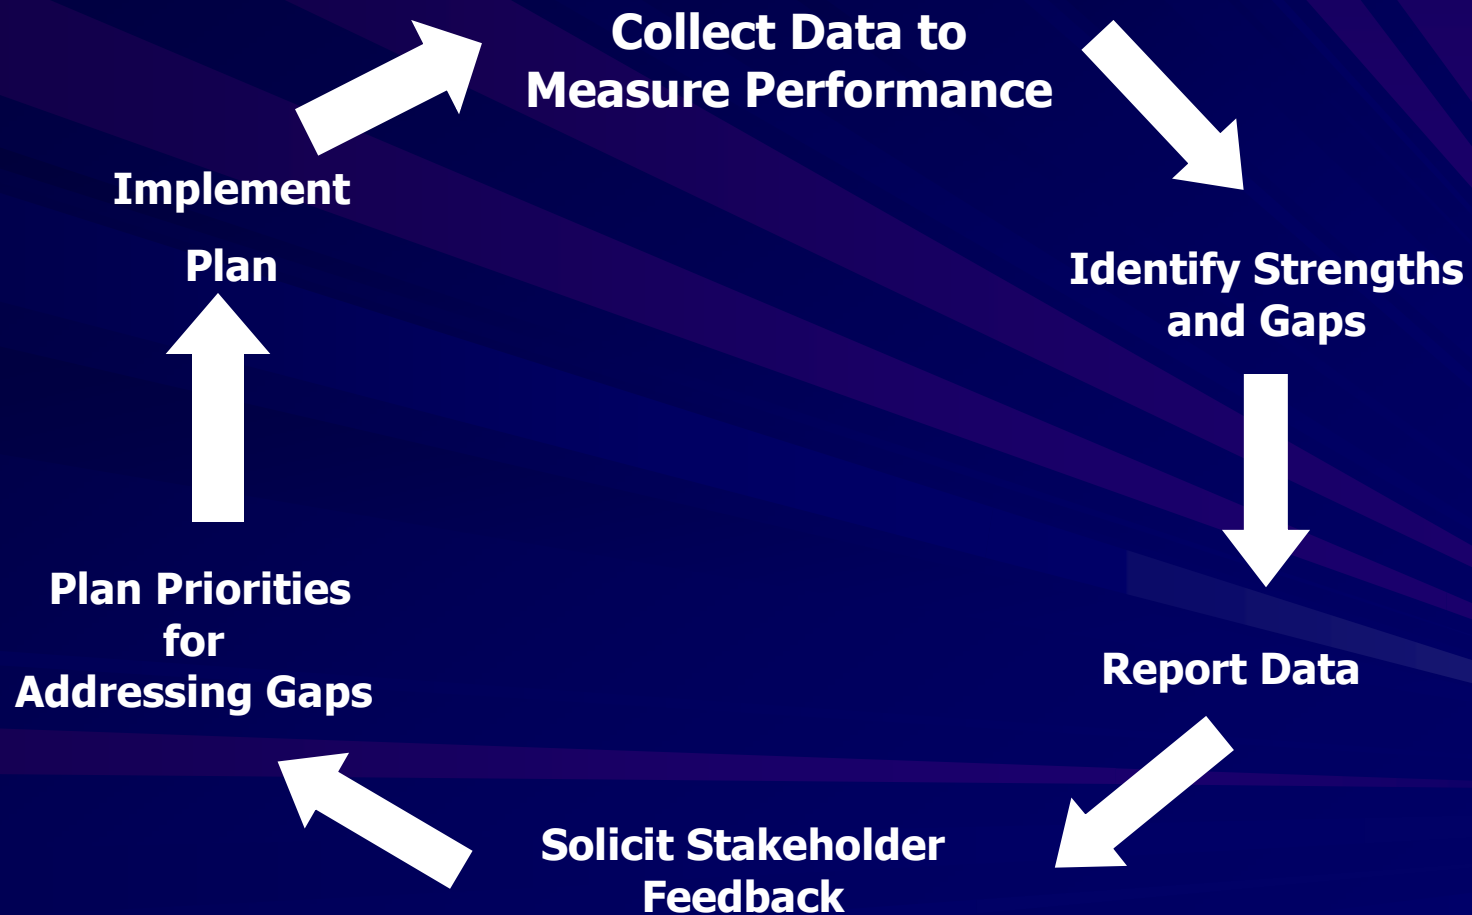 Collect Data to
Measure Performance
Identify Strengths
and Gaps
Report Data
Solicit Stakeholder
Feedback
Plan Priorities
for
Addressing Gaps
Implement
Plan